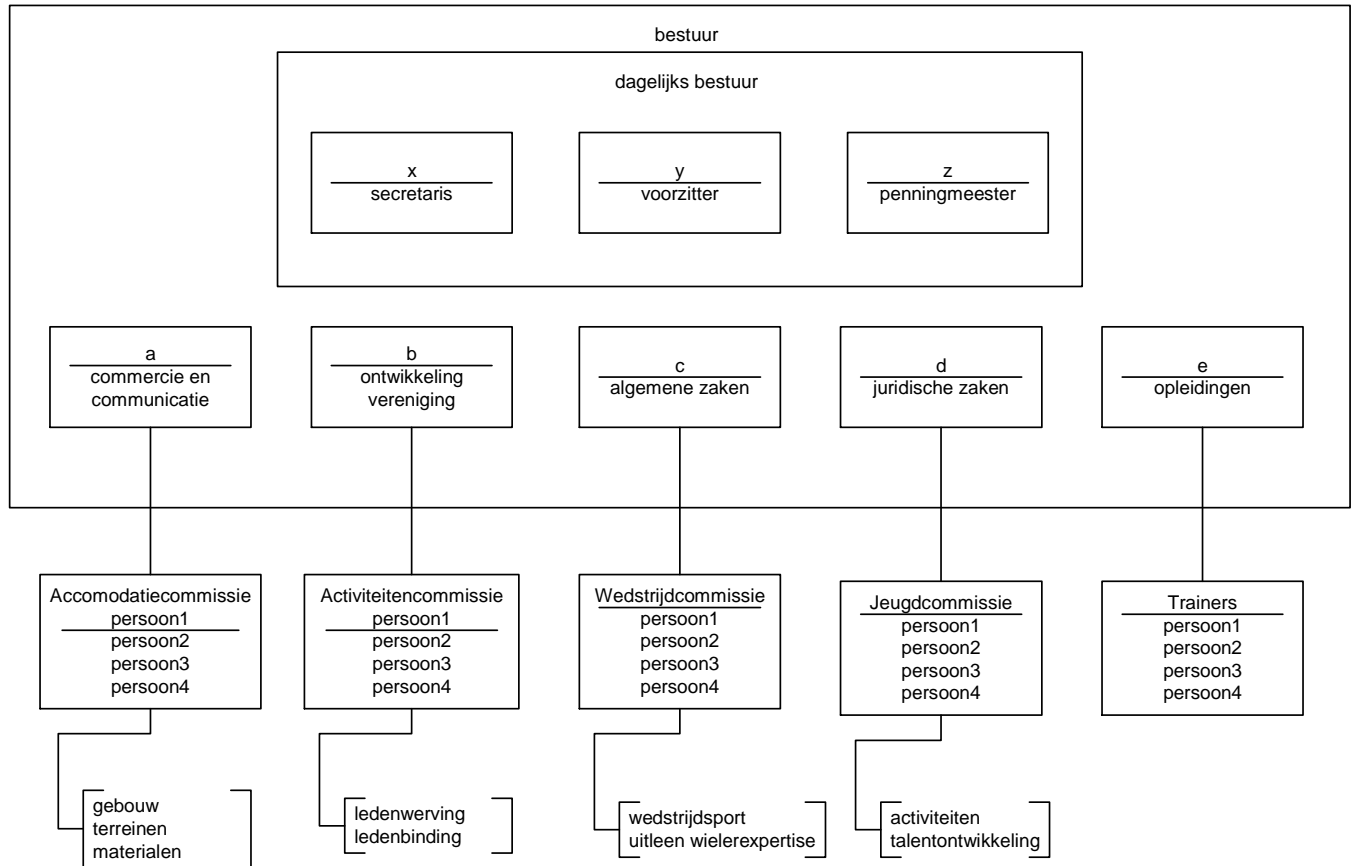 bestuur
dagelijks bestuur
x
secretaris
y
voorzitter
z
penningmeester
a
commercie en
communicatie
b
ontwikkeling
vereniging
c
algemene zaken
d
juridische zaken
e
opleidingen
Accomodatiecommissie
persoon1
persoon2
persoon3
persoon4
Activiteitencommissie
persoon1
persoon2
persoon3
persoon4
Wedstrijdcommissie
persoon1
persoon2
persoon3
persoon4
Jeugdcommissie
persoon1
persoon2
persoon3
persoon4
Trainers
persoon1
persoon2
persoon3
persoon4
gebouw
terreinen
materialen
ledenwerving
ledenbinding
wedstrijdsport
uitleen wielerexpertise
activiteiten
talentontwikkeling